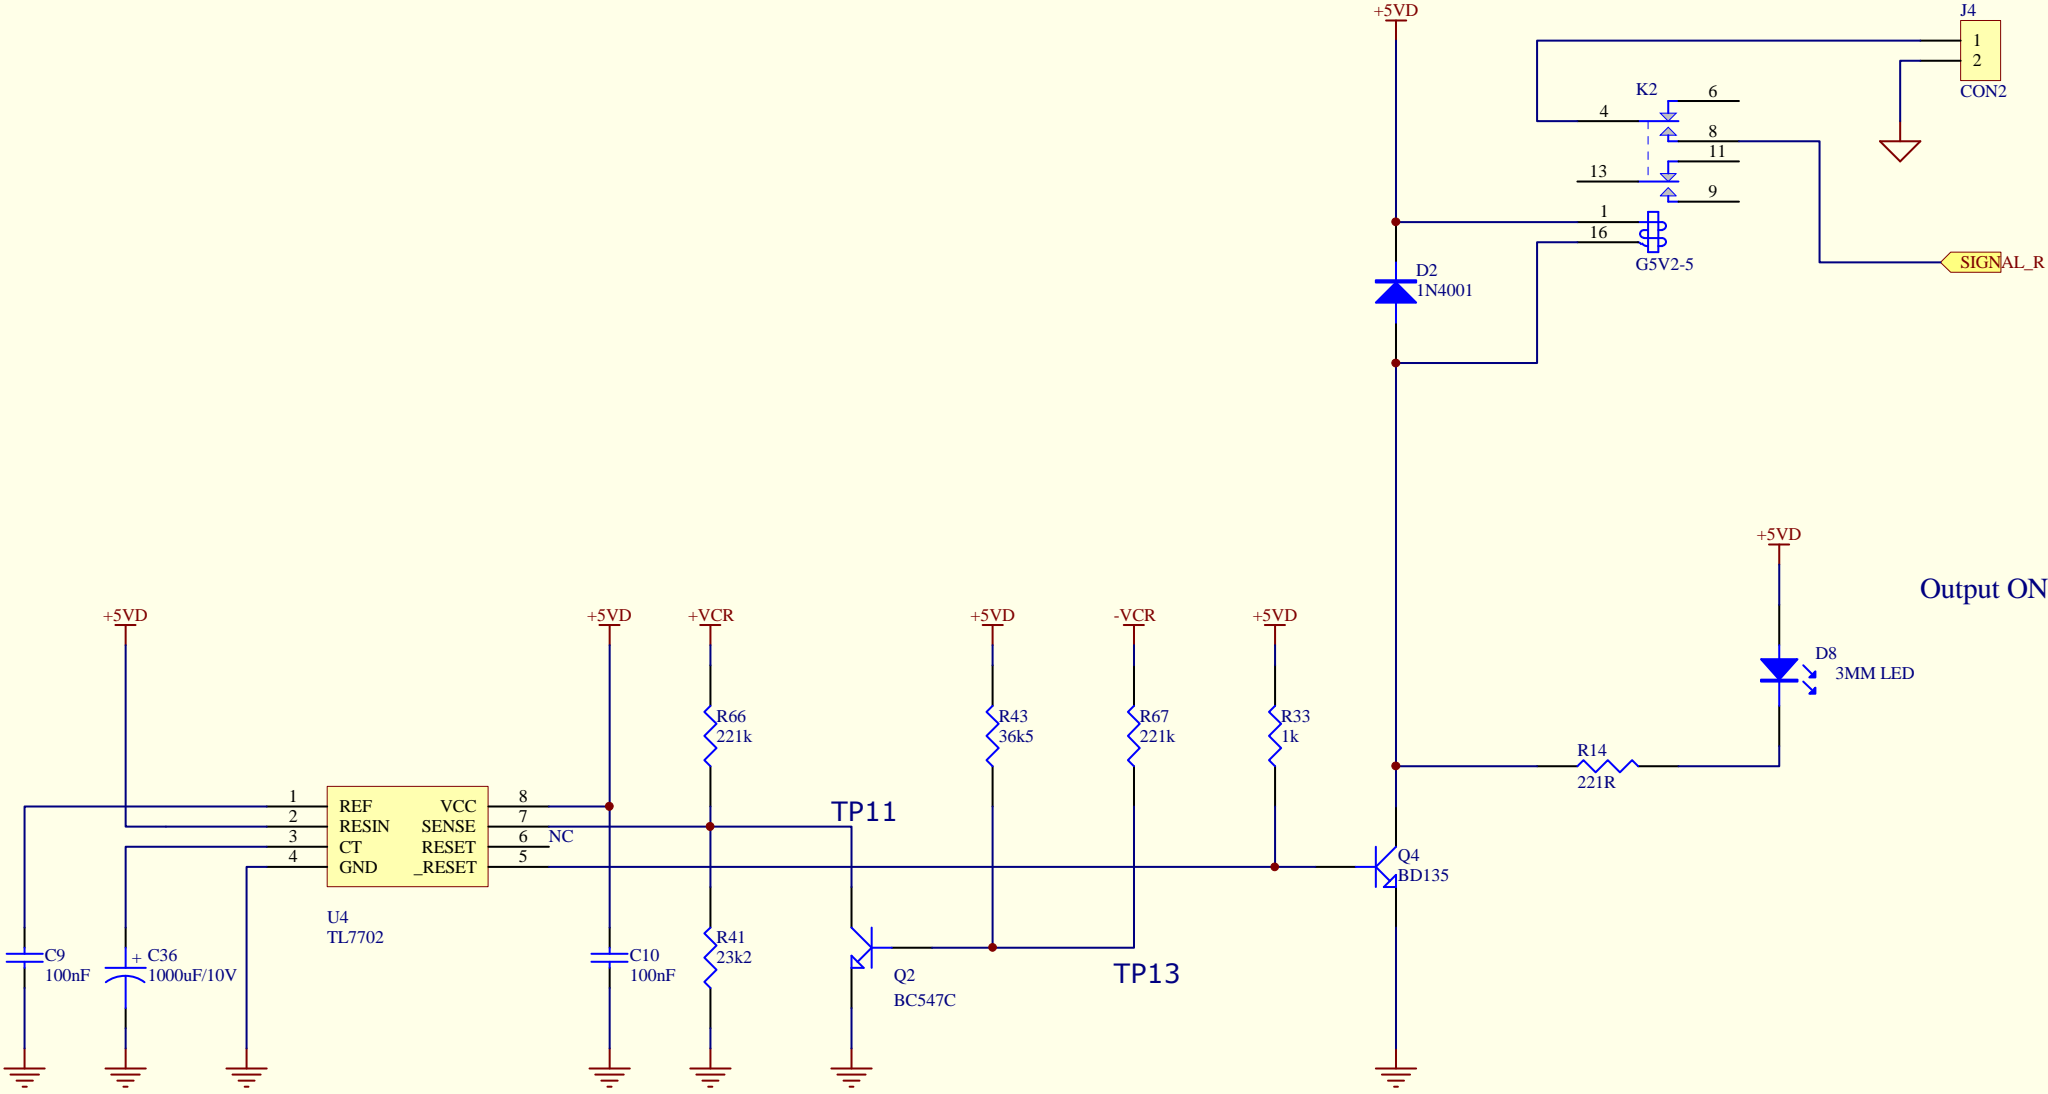 +5VD
J4
1
2
CON2
K2
6
4
8
11
13
9
1
16
G5V2-5
D2
1N4001
SIGNAL_R
+5VD
Output ON
D8
3MM LED
R14
221R
+5VD
+5VD
+VCR
+5VD
-VCR
+5VD
R66
221k
R43
36k5
R67
221k
R33
1k
1 REF VCC 8
2 RESIN SENSE 7
3 CT RESET 6 NC
4 GND _RESET 5
U4
TL7702
TP11
Q4
BD135
C9
100nF
+ C36
1000uF/10V
C10
100nF
R41
23k2
Q2
BC547C
TP13